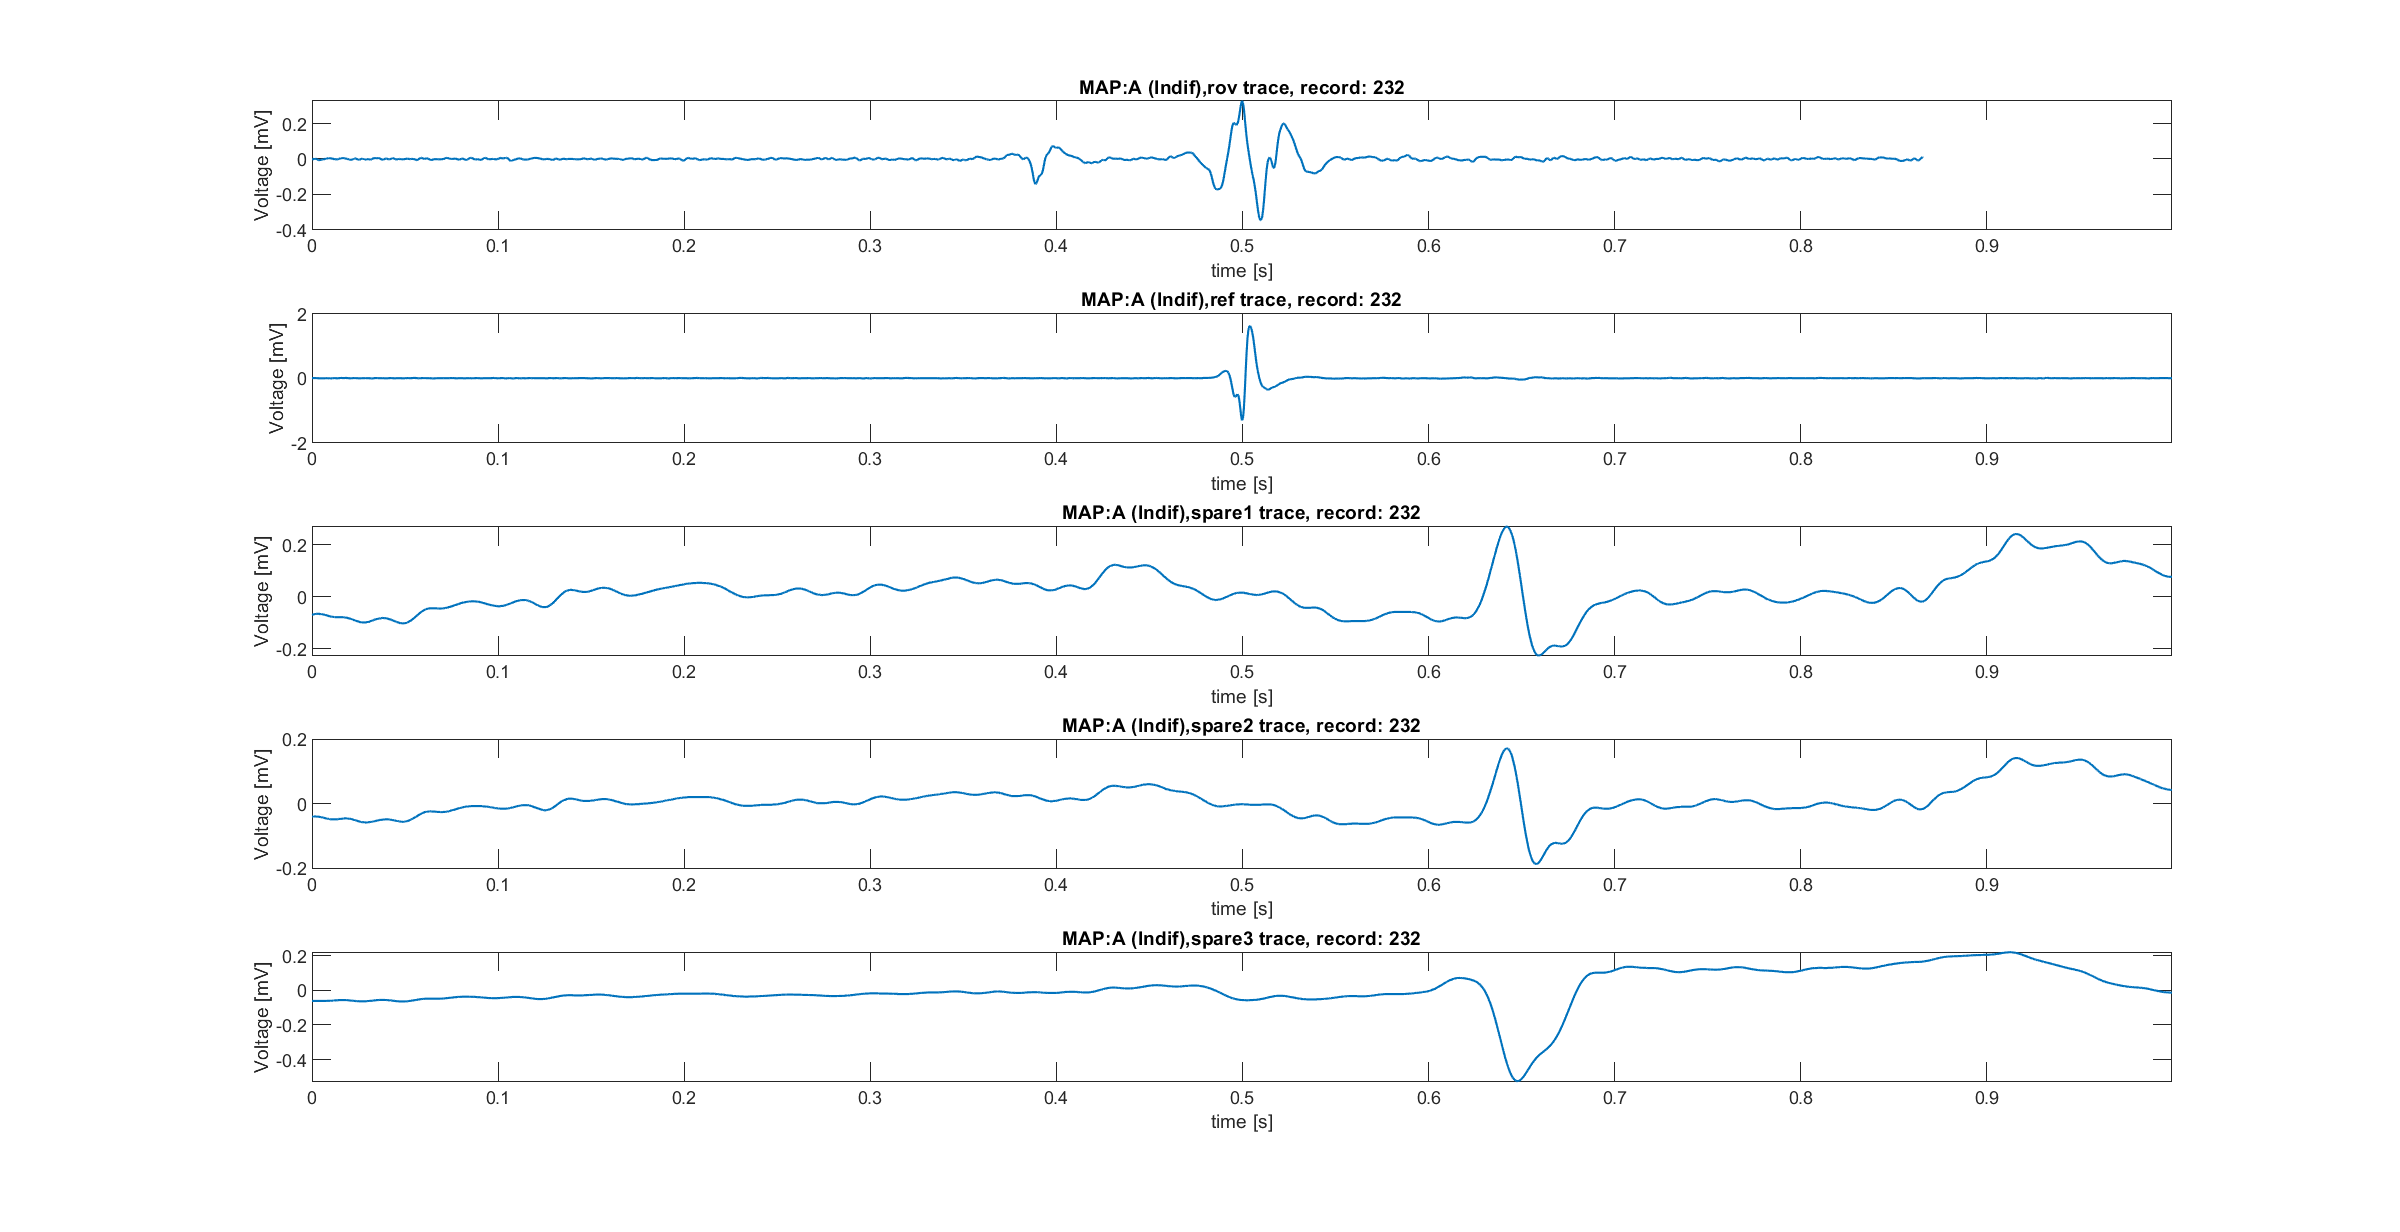 MAP:A (Indif),rov trace, record: 232
Voltage [mV]
0.2
0
-0.2
-0.4
0 0.1 0.2 0.3 0.4 0.5 0.6 0.7 0.8 0.9
time [s]
MAP:A (Indif),ref trace, record: 232
Voltage [mV]
2
0
-2
0 0.1 0.2 0.3 0.4 0.5 0.6 0.7 0.8 0.9
time [s]
MAP:A (Indif),spare1 trace, record: 232
Voltage [mV]
0.2
0
-0.2
0 0.1 0.2 0.3 0.4 0.5 0.6 0.7 0.8 0.9
time [s]
MAP:A (Indif),spare2 trace, record: 232
Voltage [mV]
0.2
0
-0.2
0 0.1 0.2 0.3 0.4 0.5 0.6 0.7 0.8 0.9
time [s]
MAP:A (Indif),spare3 trace, record: 232
Voltage [mV]
0.2
0
-0.2
-0.4
0 0.1 0.2 0.3 0.4 0.5 0.6 0.7 0.8 0.9
time [s]